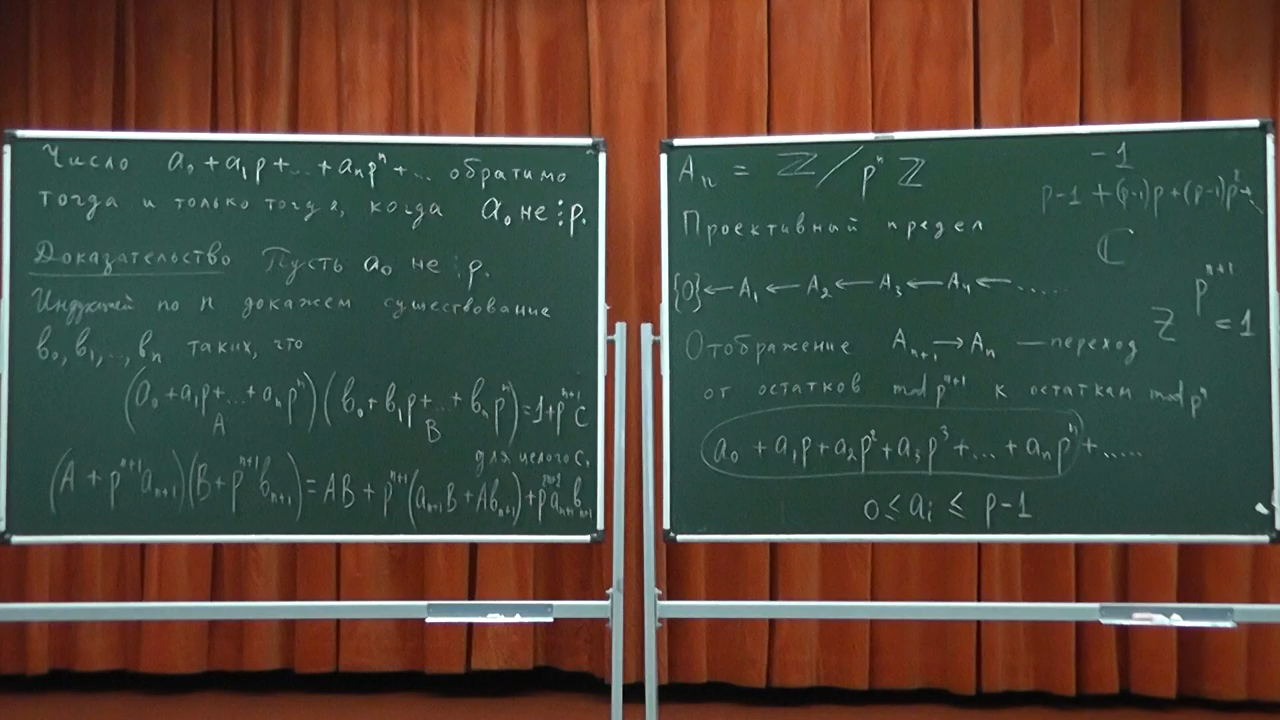 Число a₀ + a₁p + ... + aₙpⁿ + ... обратимо
тогда и только тогда, когда a₀ не ⋮ p.
Доказательство Пусть a₀ не ⋮ p.
Индукцией по n докажем существование
b₀, b₁, ..., bₙ таких, что
(a₀ + a₁p + ... + aₙpⁿ)(b₀ + b₁p + ... + bₙpⁿ) = 1 + pⁿ⁺¹c
A B
для целого c.
(A + pⁿ⁺¹aₙ₊₁)(B + pⁿ⁺¹bₙ₊₁) = AB + pⁿ⁺¹(aₙ₊₁B + Abₙ₊₁) + aₙ₊₁bₙ₊₁
Aₙ = ℤ/pⁿℤ
-1
p-1 + (p-1)p + (p-1)p² + ...
Проективный предел
ℂ
{0} ← A₁ ← A₂ ← A₃ ← A₄ ← ......
pⁿ⁺¹
ℤ = 1
Отображение Aₙ₊₁ → Aₙ — переход
от остатков mod pⁿ⁺¹ к остаткам mod pⁿ
a₀ + a₁p + a₂p² + a₃p³ + ... + aₙpⁿ + .....
0 ≤ aᵢ ≤ p-1